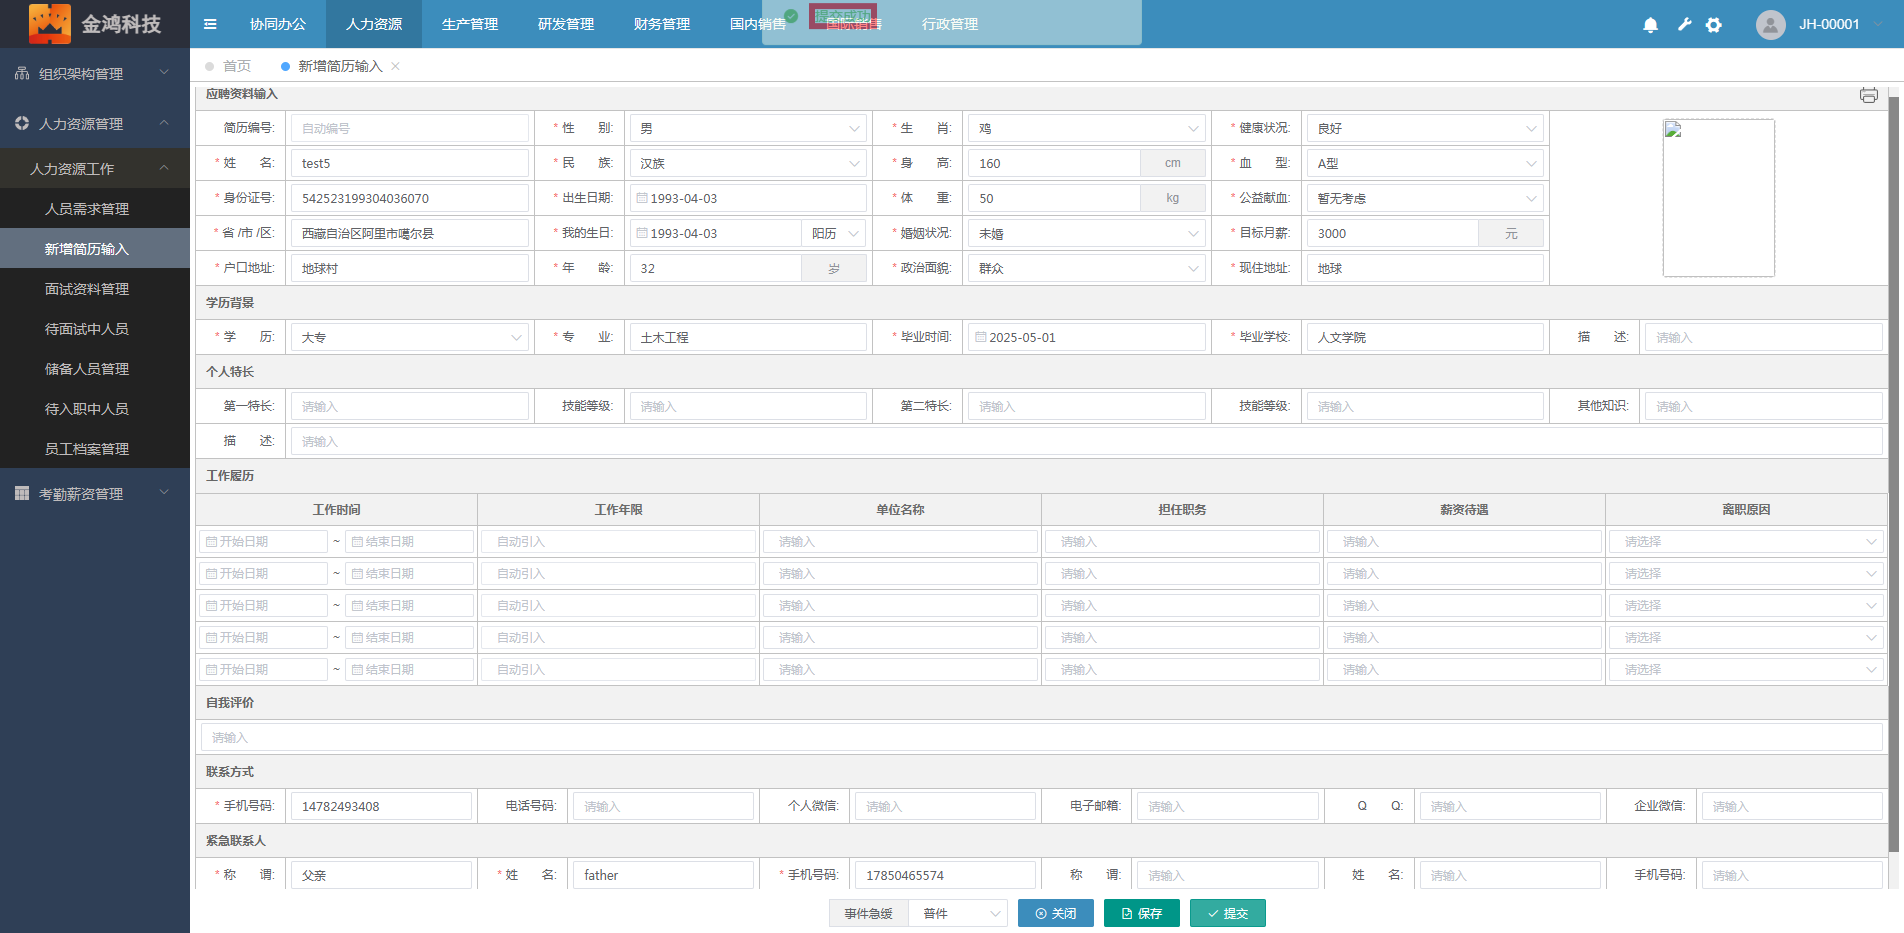 金鸿科技
协同办公 人力资源 生产管理 研发管理 财务管理 国内销售 国际销售 行政管理
提交成功
JH-00001
首页 新增简历输入
组织架构管理
人力资源管理
人力资源工作
人员需求管理
新增简历输入
面试资料管理
待面试中人员
储备人员管理
待入职中人员
员工档案管理
考勤薪资管理
应聘资料输入
简历编号: 自动编号 * 性 别: 男 * 生 肖: 鸡 * 健康状况: 良好
* 姓 名: test5 * 民 族: 汉族 * 身 高: 160 cm * 血 型: A型
* 身份证号: 542523199304036070 * 出生日期: 1993-04-03 * 体 重: 50 kg * 公益献血: 暂无考虑
* 省 /市 /区: 西藏自治区阿里市噶尔县 * 我的生日: 1993-04-03 阳历 * 婚姻状况: 未婚 * 目标月薪: 3000 元
* 户口地址: 地球村 * 年 龄: 32 岁 * 政治面貌: 群众 * 现住地址: 地球
学历背景
* 学 历: 大专 * 专 业: 土木工程 * 毕业时间: 2025-05-01 * 毕业学校: 人文学院 描 述: 请输入
个人特长
第一特长: 请输入 技能等级: 请输入 第二特长: 请输入 技能等级: 请输入 其他知识: 请输入
描 述: 请输入
工作履历
工作时间 工作年限 单位名称 担任职务 薪资待遇 离职原因
开始日期 ~ 结束日期 自动引入 请输入 请输入 请输入 请选择
开始日期 ~ 结束日期 自动引入 请输入 请输入 请输入 请选择
开始日期 ~ 结束日期 自动引入 请输入 请输入 请输入 请选择
开始日期 ~ 结束日期 自动引入 请输入 请输入 请输入 请选择
开始日期 ~ 结束日期 自动引入 请输入 请输入 请输入 请选择
自我评价
请输入
联系方式
* 手机号码: 14782493408 电话号码: 请输入 个人微信: 请输入 电子邮箱: 请输入 Q Q: 请输入 企业微信: 请输入
紧急联系人
* 称 谓: 父亲 * 姓 名: father * 手机号码: 17850465574 称 谓: 请输入 姓 名: 请输入 手机号码: 请输入
事件急缓 普件 关闭 保存 提交